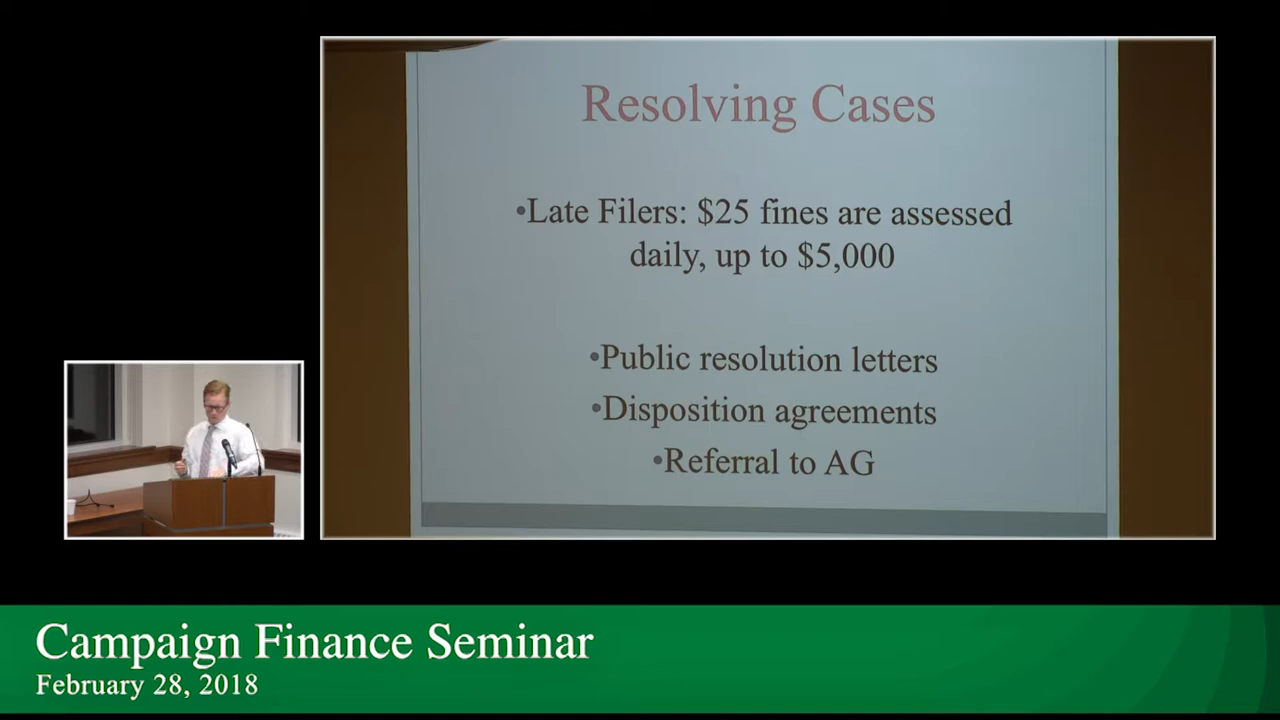 Resolving Cases
•Late Filers: $25 fines are assessed
daily, up to $5,000
•Public resolution letters
•Disposition agreements
•Referral to AG
Campaign Finance Seminar
February 28, 2018